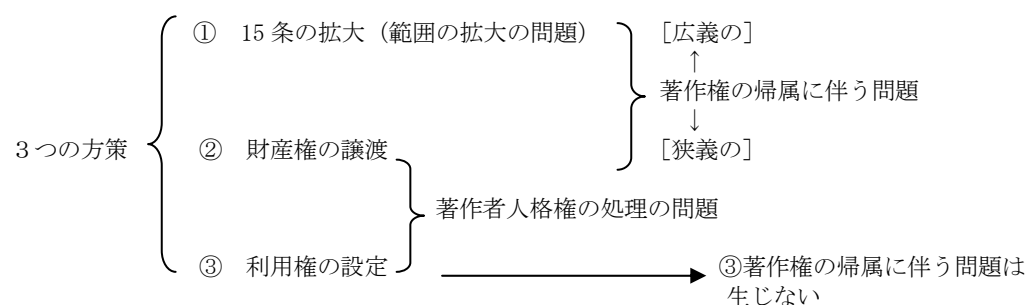 ① 15条の拡大（範囲の拡大の問題）
[広義の]
↑
著作権の帰属に伴う問題
↓
３つの方策
② 財産権の譲渡
[狭義の]
著作者人格権の処理の問題
③ 利用権の設定
③著作権の帰属に伴う問題は
生じない